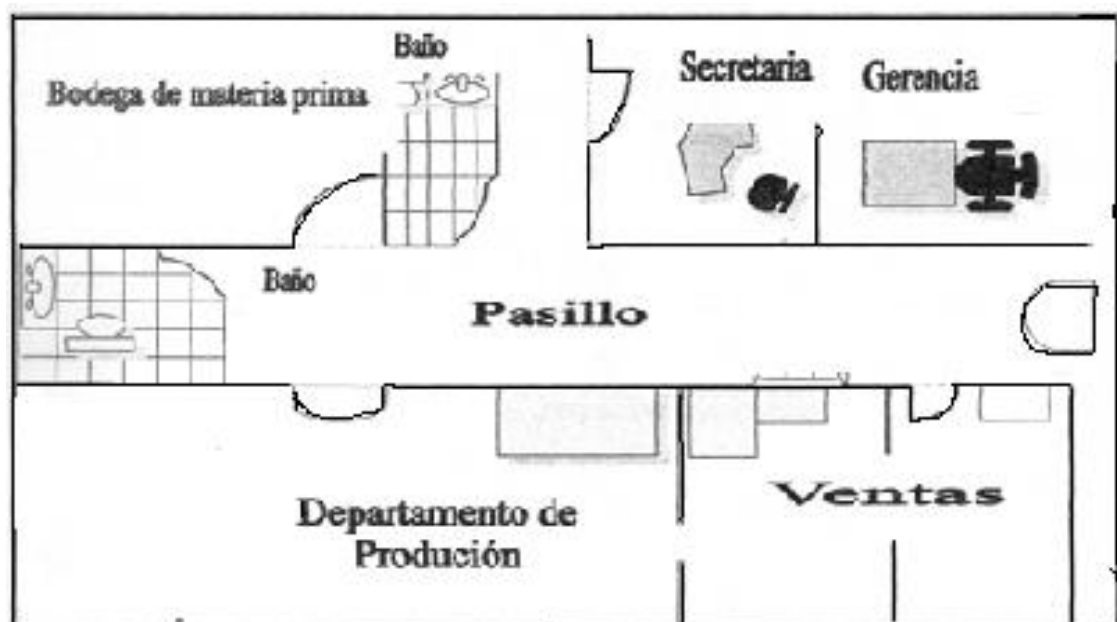 Baño
Secretaria
Gerencia
Bodega de materia prima
Baño
Pasillo
Ventas
Departamento de
Produción